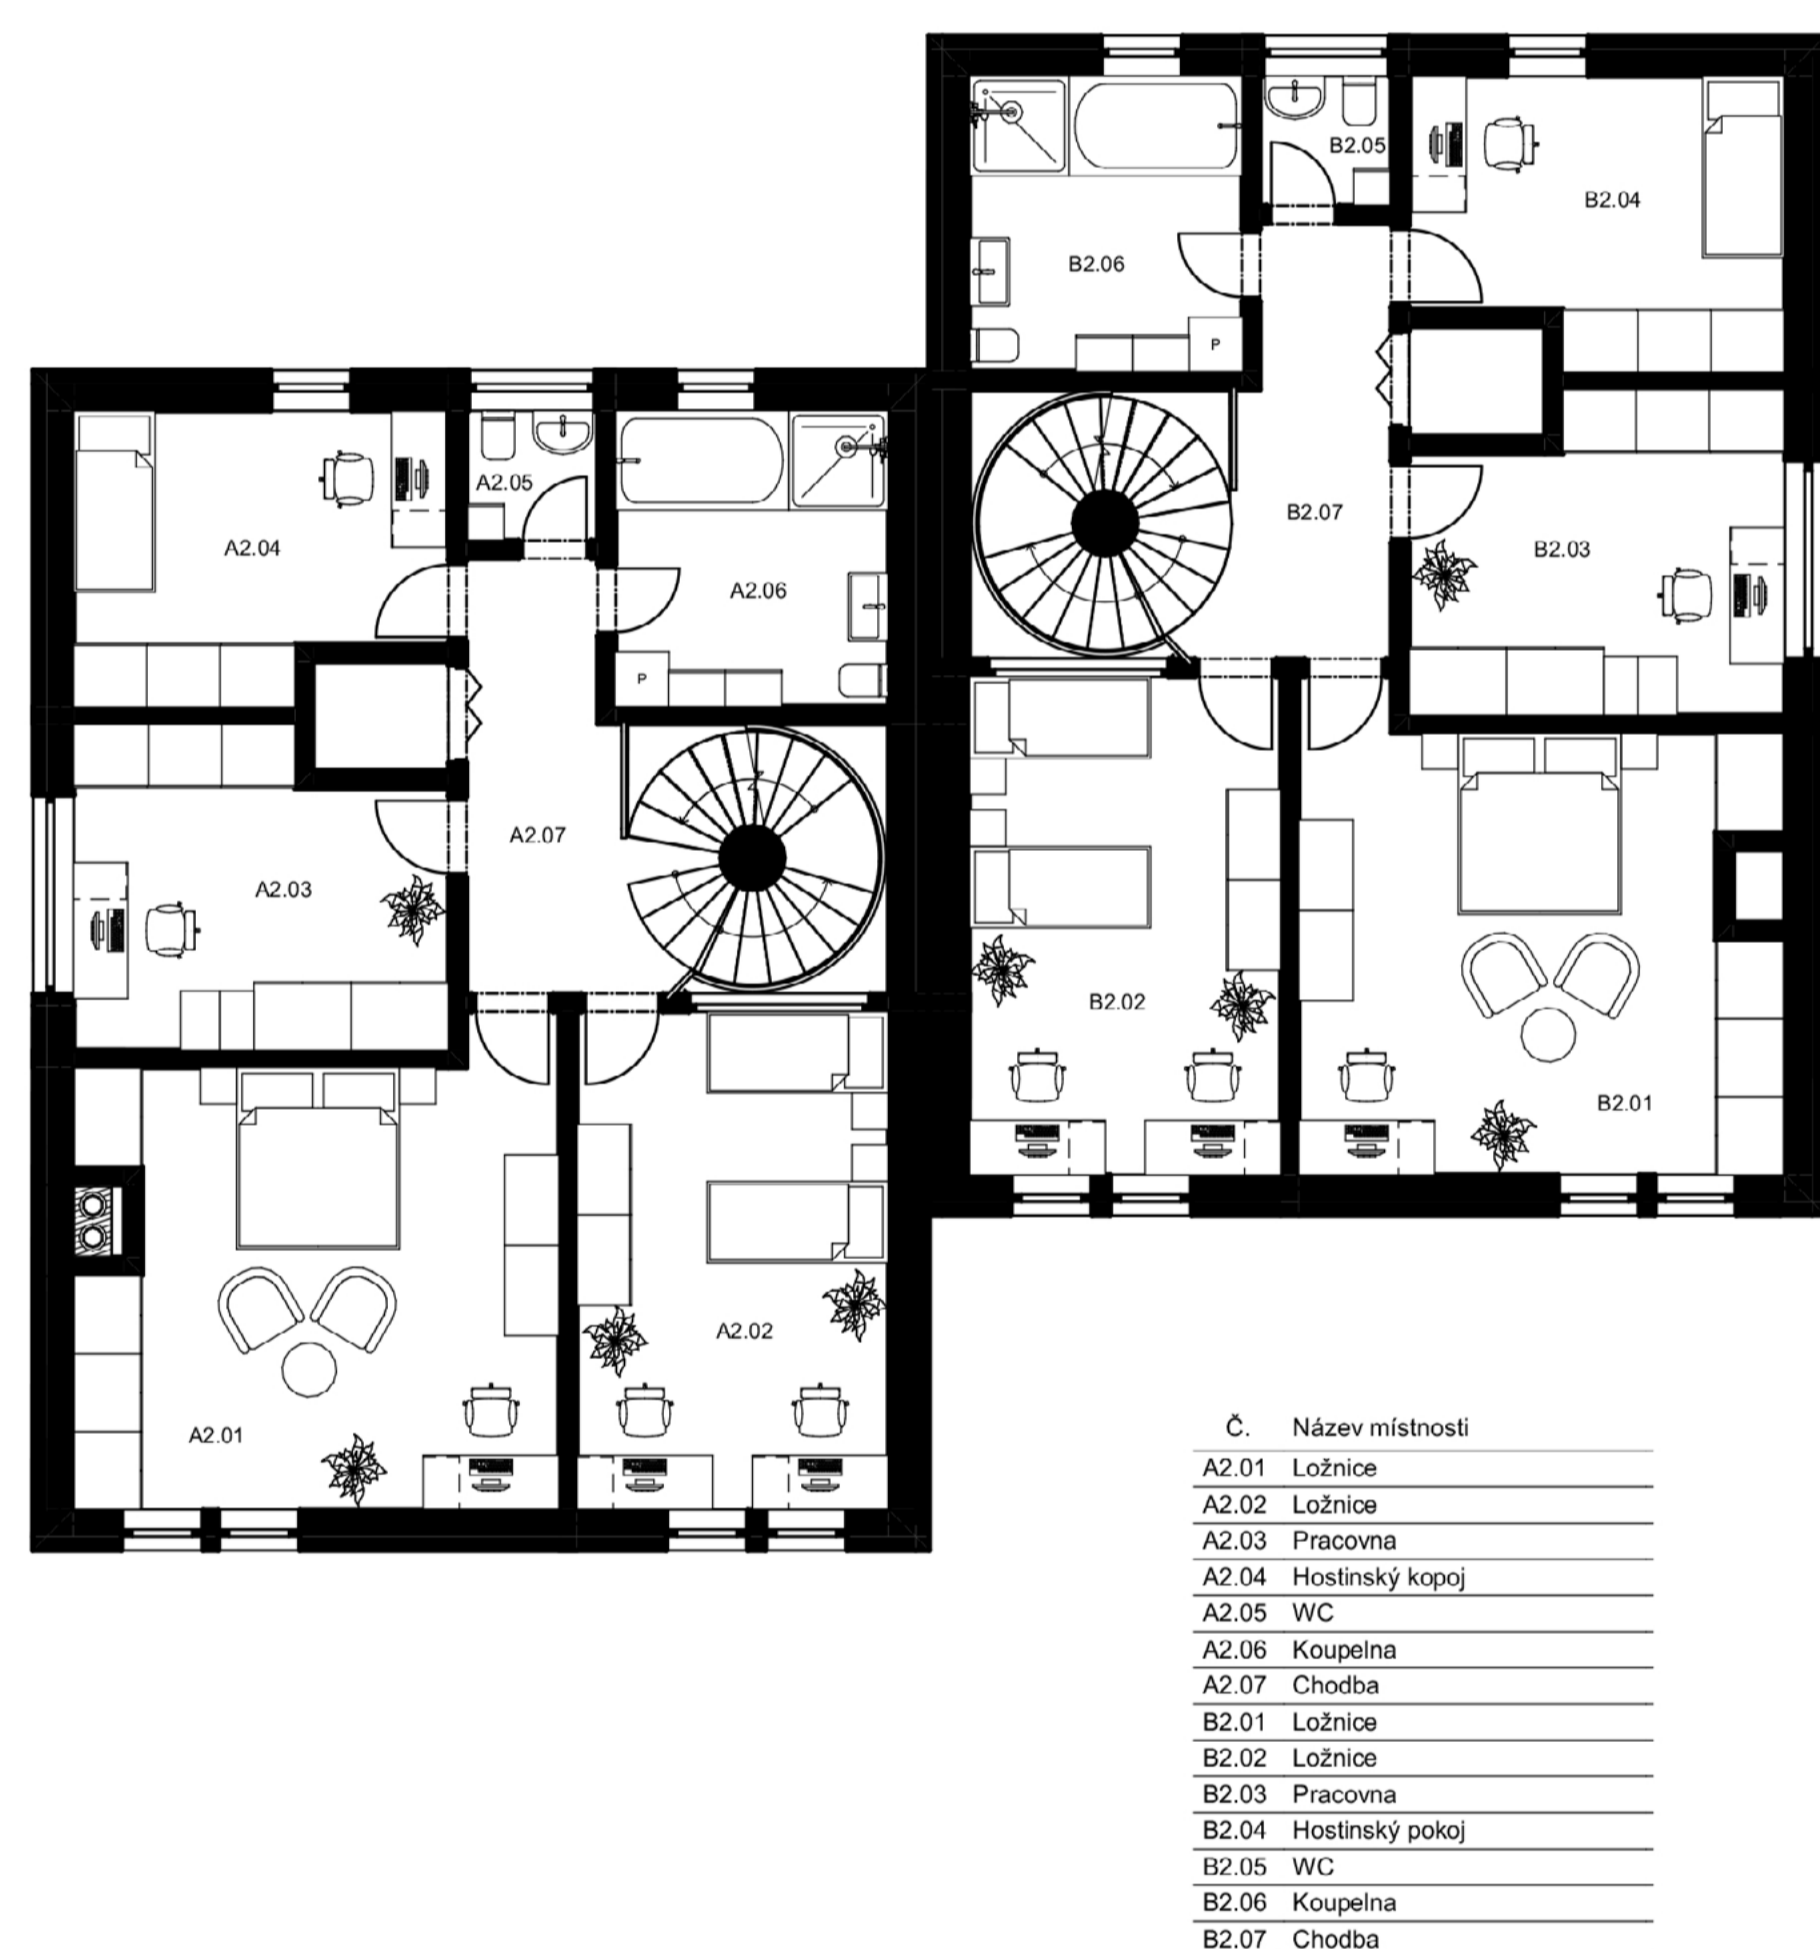 B2.05
B2.04
B2.06
P
A2.05
B2.07
A2.04
B2.03
A2.06
P
A2.07
A2.03
B2.02
B2.01
A2.02
A2.01
Č. Název místnosti
A2.01 Ložnice
A2.02 Ložnice
A2.03 Pracovna
A2.04 Hostinský kopoj
A2.05 WC
A2.06 Koupelna
A2.07 Chodba
B2.01 Ložnice
B2.02 Ložnice
B2.03 Pracovna
B2.04 Hostinský pokoj
B2.05 WC
B2.06 Koupelna
B2.07 Chodba